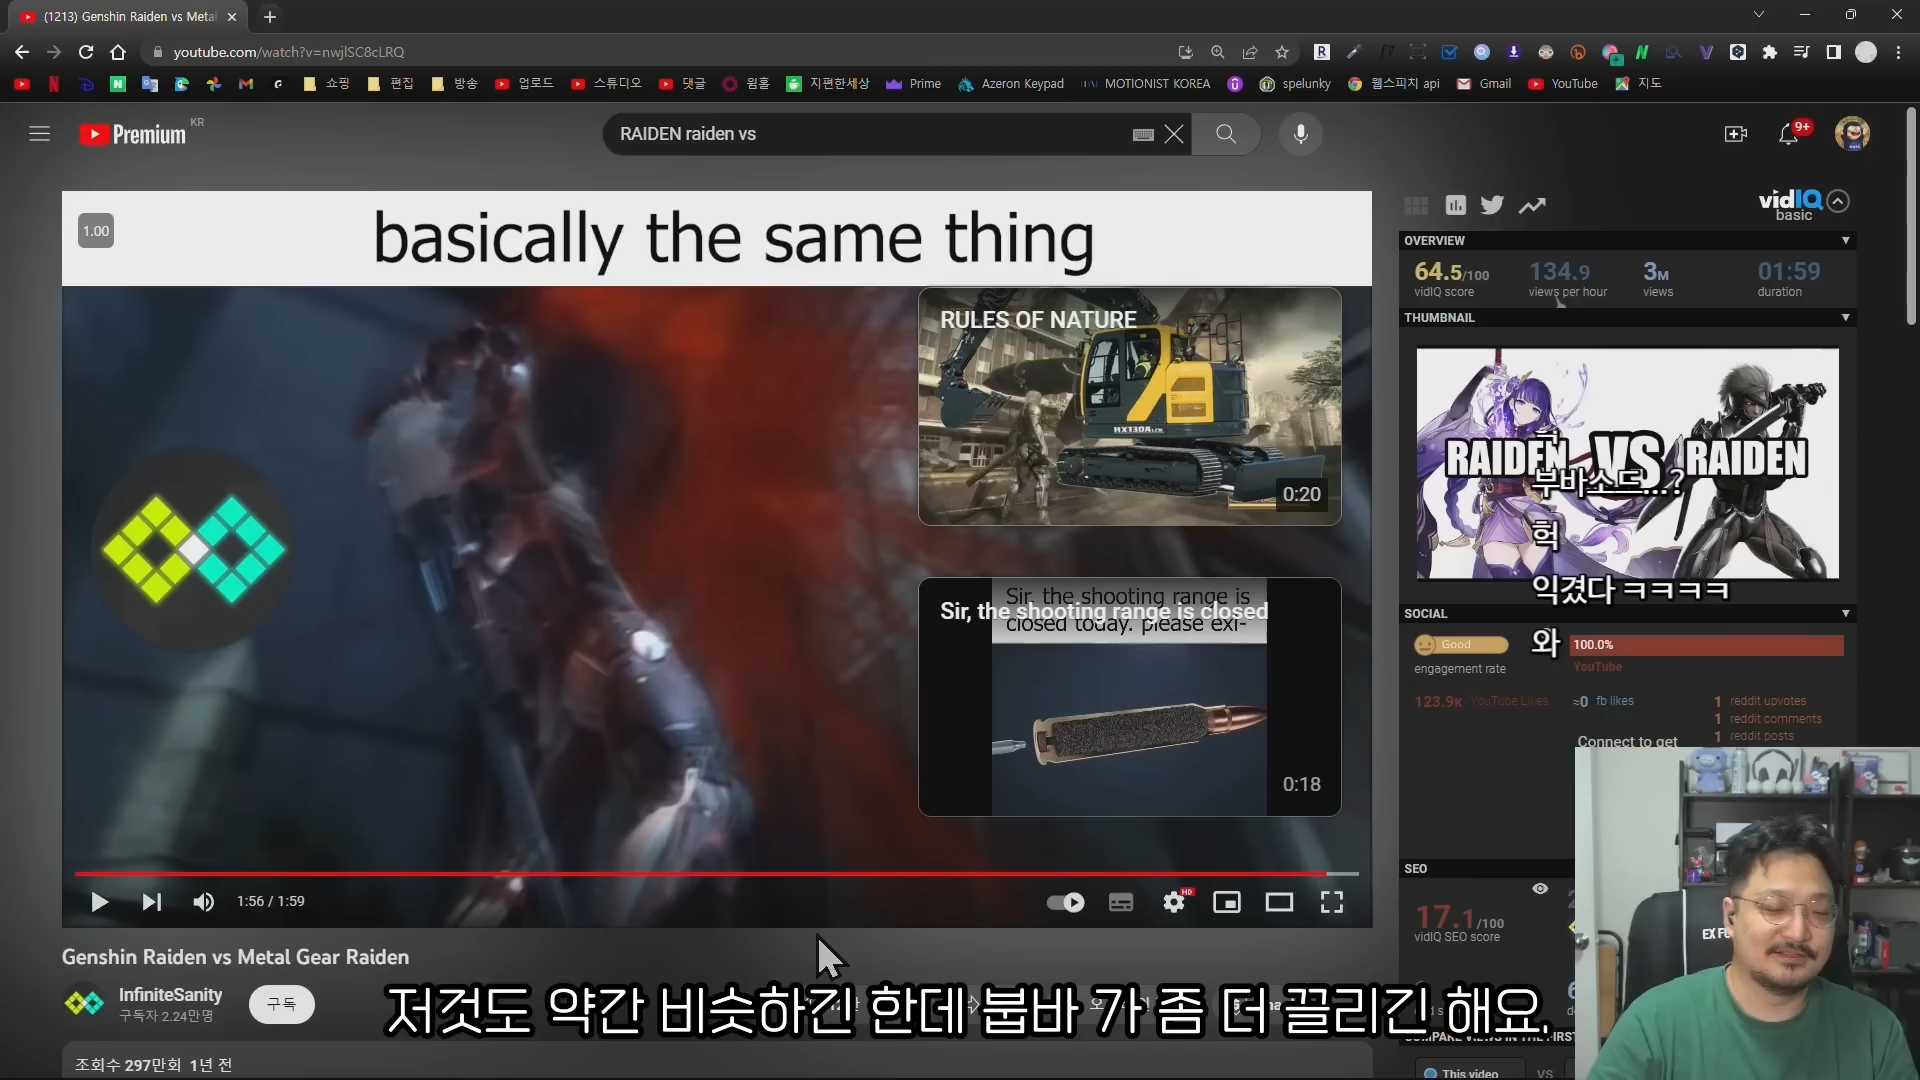 (1213) Genshin Raiden vs Metal
youtube.com/watch?v=nwjlSC8cLRQ
쇼핑
편집
방송
업로드
스튜디오
댓글
윔홀
지편한세상
Prime
Azeron Keypad
MOTIONIST KOREA
spelunky
웹스피치 api
Gmail
YouTube
지도
Premium KR
RAIDEN raiden vs
9+
1.00
basically the same thing
RULES OF NATURE
HX130A LCR
0:20
Sir, the shooting range is
closed today. please exi-
Sir, the shooting range is closed
0:18
1:56 / 1:59
HD
Genshin Raiden vs Metal Gear Raiden
InfiniteSanity
구독자 2.24만명
구독
조회수 297만회 1년 전
vidIQ
basic
OVERVIEW
64.5/100
vidIQ score
134.9
views per hour
3M
views
01:59
duration
THUMBNAIL
RAIDEN VS RAIDEN
부바소드...?
헉
익겼다 ㅋㅋㅋㅋ
와
SOCIAL
Good
engagement rate
100.0%
YouTube
123.9K YouTube Likes
≈0 fb likes
1 reddit upvotes
1 reddit comments
1 reddit posts
Connect to get
SEO
17.1/100
vidIQ SEO score
This video
VS
저것도 약간 비슷하긴 한데 붑바 가 좀 더 끌리긴 해요.